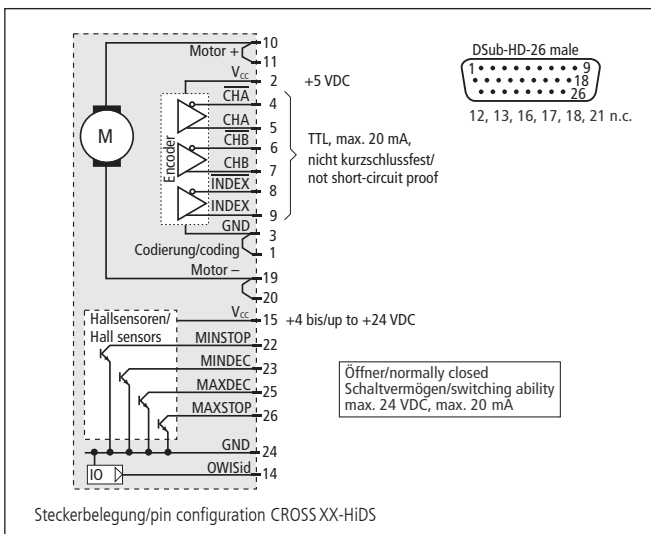 10
Motor +
11
VCC
2
+5 VDC
CHA
4
CHA
5
CHB
6
CHB
7
INDEX
8
INDEX
9
GND
3
Codierung/coding
1
Motor –
19
20
M
Encoder
TTL, max. 20 mA,
nicht kurzschlussfest/
not short-circuit proof
DSub-HD-26 male
1
9
18
26
12, 13, 16, 17, 18, 21 n.c.
Hallsensoren/
Hall sensors
VCC
15
+4 bis/up to +24 VDC
MINSTOP
22
MINDEC
23
MAXDEC
25
MAXSTOP
26
GND
24
OWISid
14
IO
Öffner/normally closed
Schaltvermögen/switching ability
max. 24 VDC, max. 20 mA
Steckerbelegung/pin configuration CROSS XX-HiDS